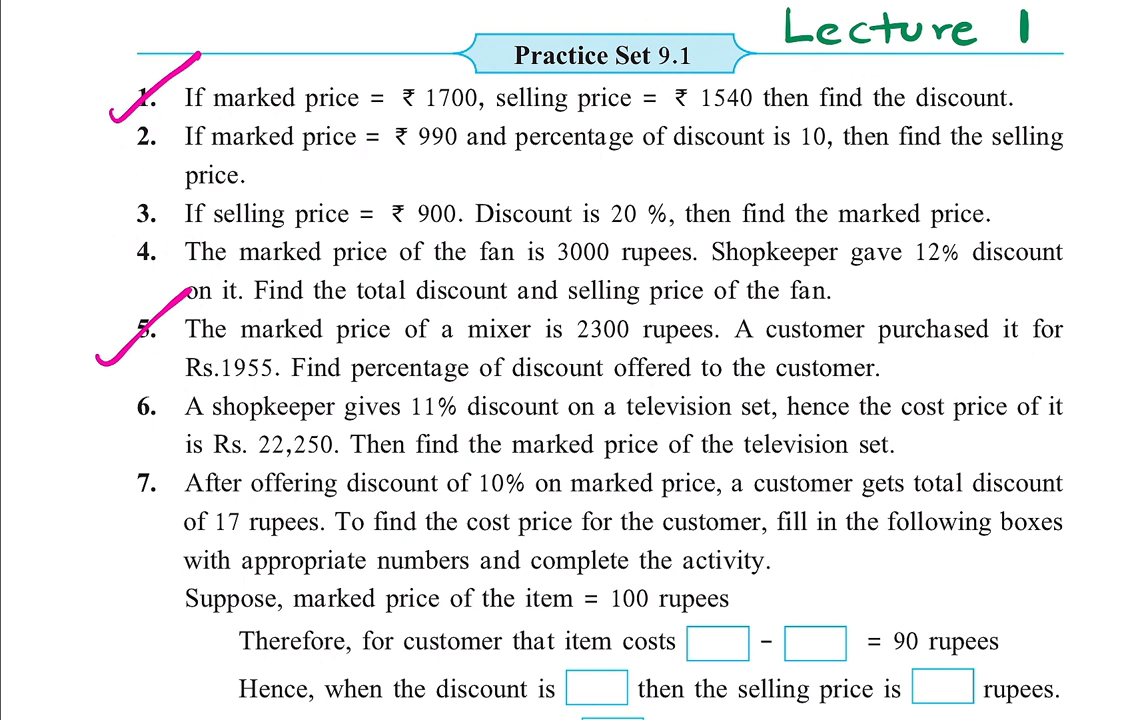 Lecture 1
Practice Set 9.1
1. If marked price = ₹ 1700, selling price = ₹ 1540 then find the discount.
2. If marked price = ₹ 990 and percentage of discount is 10, then find the selling
price.
3. If selling price = ₹ 900. Discount is 20 %, then find the marked price.
4. The marked price of the fan is 3000 rupees. Shopkeeper gave 12% discount
on it. Find the total discount and selling price of the fan.
5. The marked price of a mixer is 2300 rupees. A customer purchased it for
Rs.1955. Find percentage of discount offered to the customer.
6. A shopkeeper gives 11% discount on a television set, hence the cost price of it
is Rs. 22,250. Then find the marked price of the television set.
7. After offering discount of 10% on marked price, a customer gets total discount
of 17 rupees. To find the cost price for the customer, fill in the following boxes
with appropriate numbers and complete the activity.
Suppose, marked price of the item = 100 rupees
Therefore, for customer that item costs - = 90 rupees
Hence, when the discount is then the selling price is rupees.